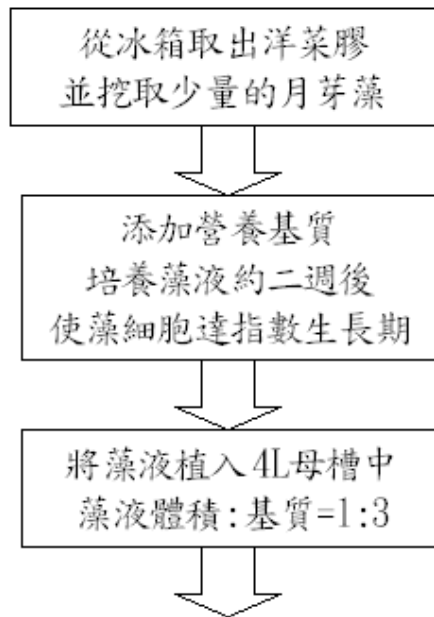 從冰箱取出洋菜膠
並挖取少量的月芽藻
添加營養基質
培養藻液約二週後
使藻細胞達指數生長期
將藻液植入4L母槽中
藻液體積:基質=1:3